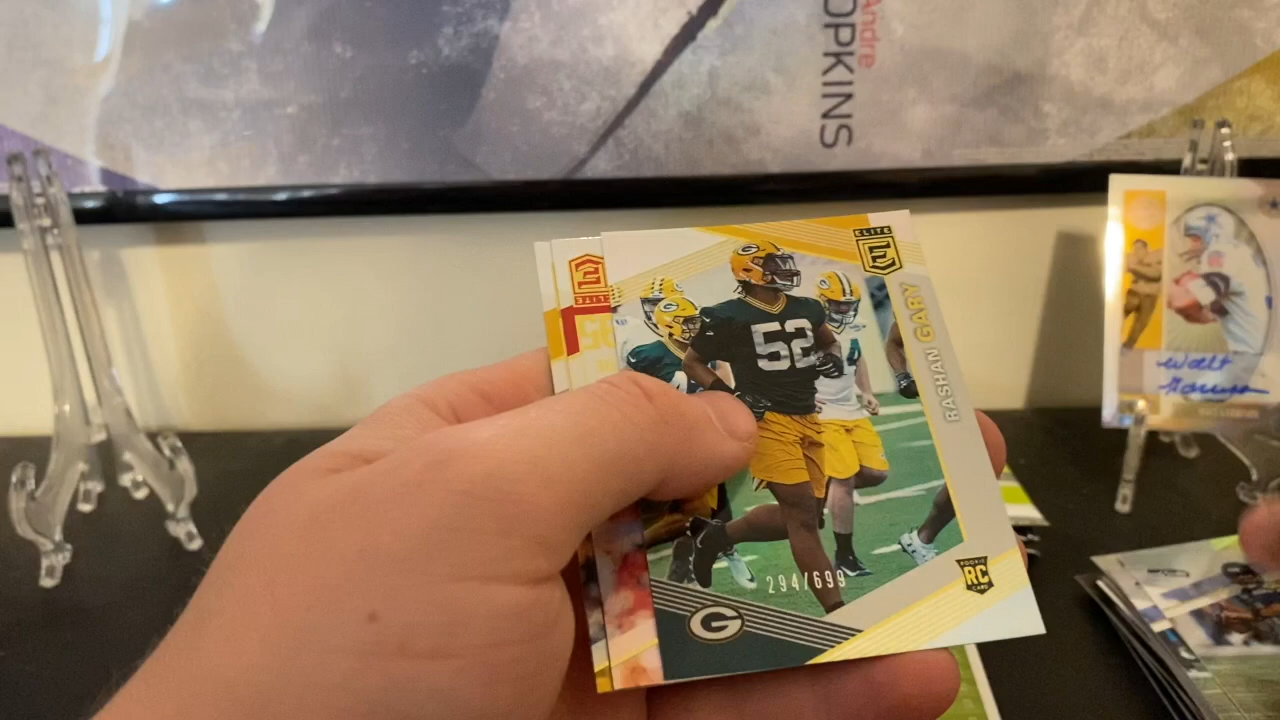 Andre
OPKINS
ELITE
RASHAN GARY
52
294/699
G
ROOKIE
RC
CARD
ELITE
Walt